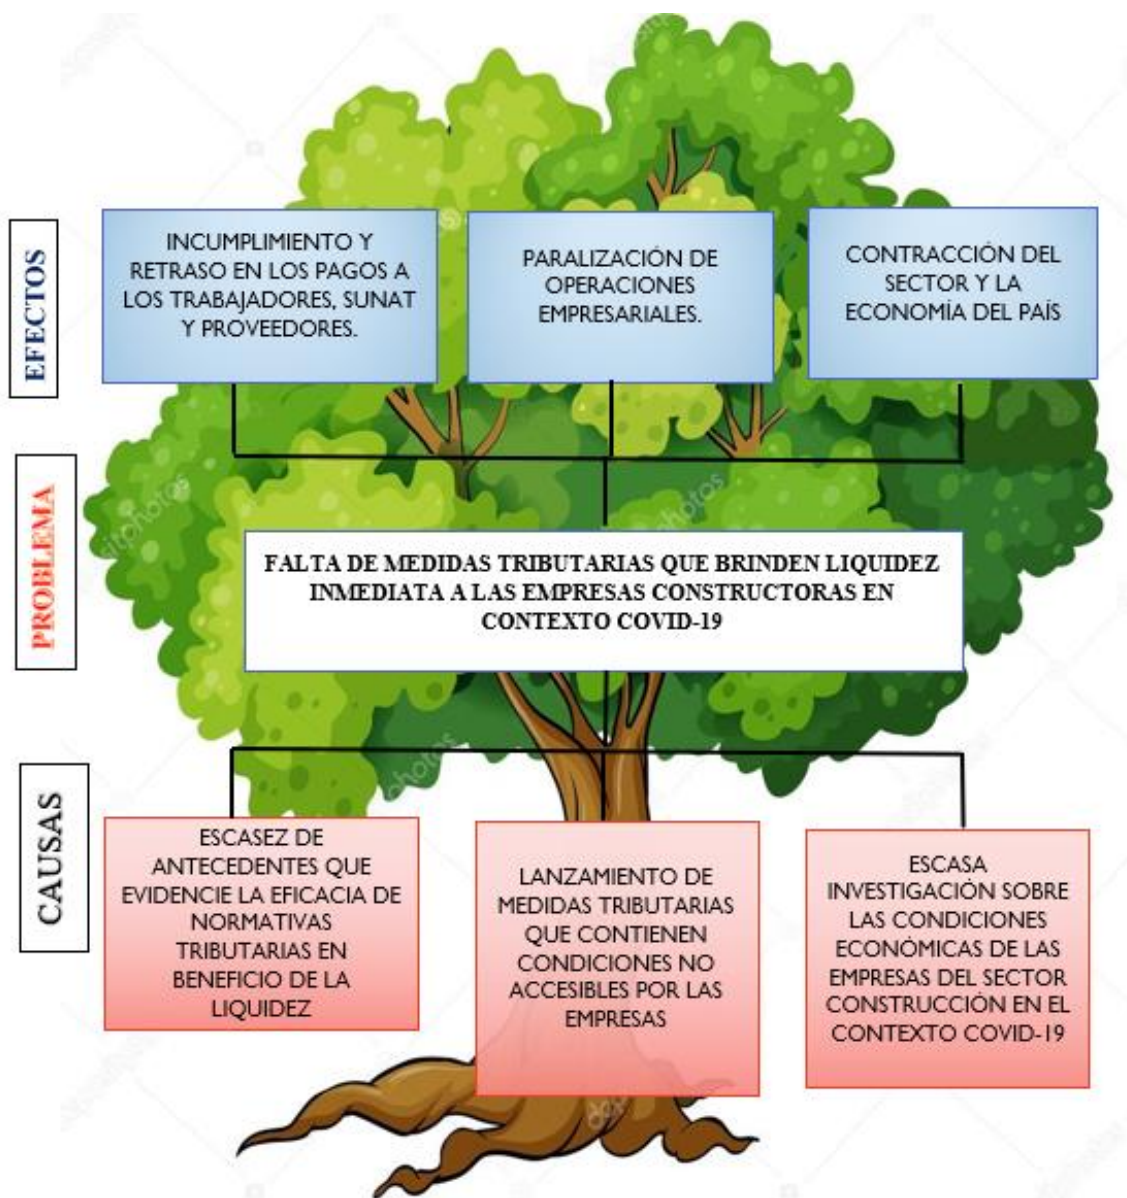 EFECTOS
INCUMPLIMIENTO Y
RETRASO EN LOS PAGOS A
LOS TRABAJADORES, SUNAT
Y PROVEEDORES.
PARALIZACIÓN DE
OPERACIONES
EMPRESARIALES.
CONTRACCIÓN DEL
SECTOR Y LA
ECONOMÍA DEL PAÍS
PROBLEMA
FALTA DE MEDIDAS TRIBUTARIAS QUE BRINDEN LIQUIDEZ
INMEDIATA A LAS EMPRESAS CONSTRUCTORAS EN
CONTEXTO COVID-19
CAUSAS
ESCASEZ DE
ANTECEDENTES QUE
EVIDENCIE LA EFICACIA DE
NORMATIVAS
TRIBUTARIAS EN
BENEFICIO DE LA
LIQUIDEZ
LANZAMIENTO DE
MEDIDAS TRIBUTARIAS
QUE CONTIENEN
CONDICIONES NO
ACCESIBLES POR LAS
EMPRESAS
ESCASA
INVESTIGACIÓN SOBRE
LAS CONDICIONES
ECONÓMICAS DE LAS
EMPRESAS DEL SECTOR
CONSTRUCCIÓN EN EL
CONTEXTO COVID-19